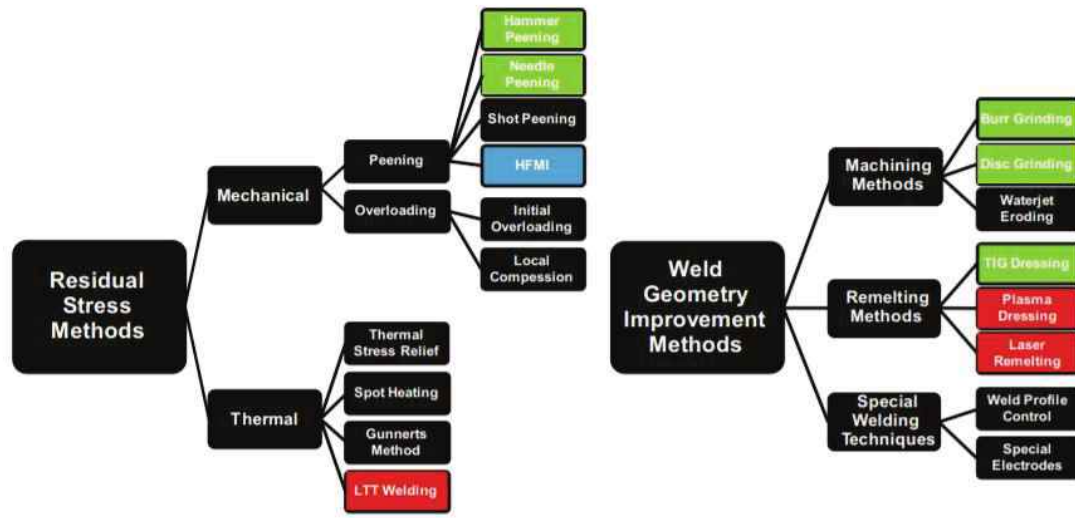 Residual
Stress
Methods
Mechanical
Peening
Hammer
Peening
Needle
Peening
Shot Peening
HFMI
Overloading
Initial
Overloading
Local
Compession
Thermal
Thermal
Stress Relief
Spot Heating
Gunnerts
Method
LTT Welding
Weld
Geometry
Improvement
Methods
Machining
Methods
Burr Grinding
Disc Grinding
Waterjet
Eroding
Remelting
Methods
TIG Dressing
Plasma
Dressing
Laser
Remelting
Special
Welding
Techniques
Weld Profile
Control
Special
Electrodes